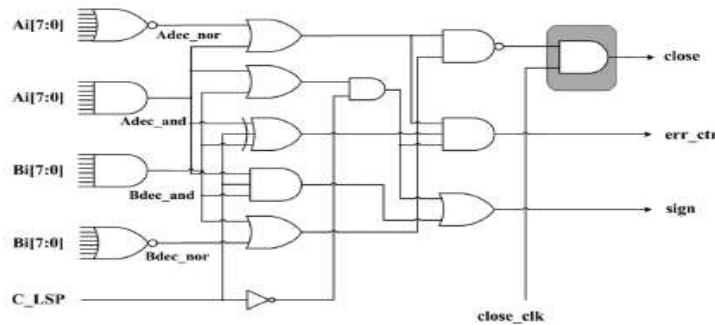 Ai[7:0]
Adec_nor
close
Ai[7:0]
Adec_and
err_ctr
Bi[7:0]
Bdec_and
sign
Bi[7:0]
Bdec_nor
C_LSP
close_clk